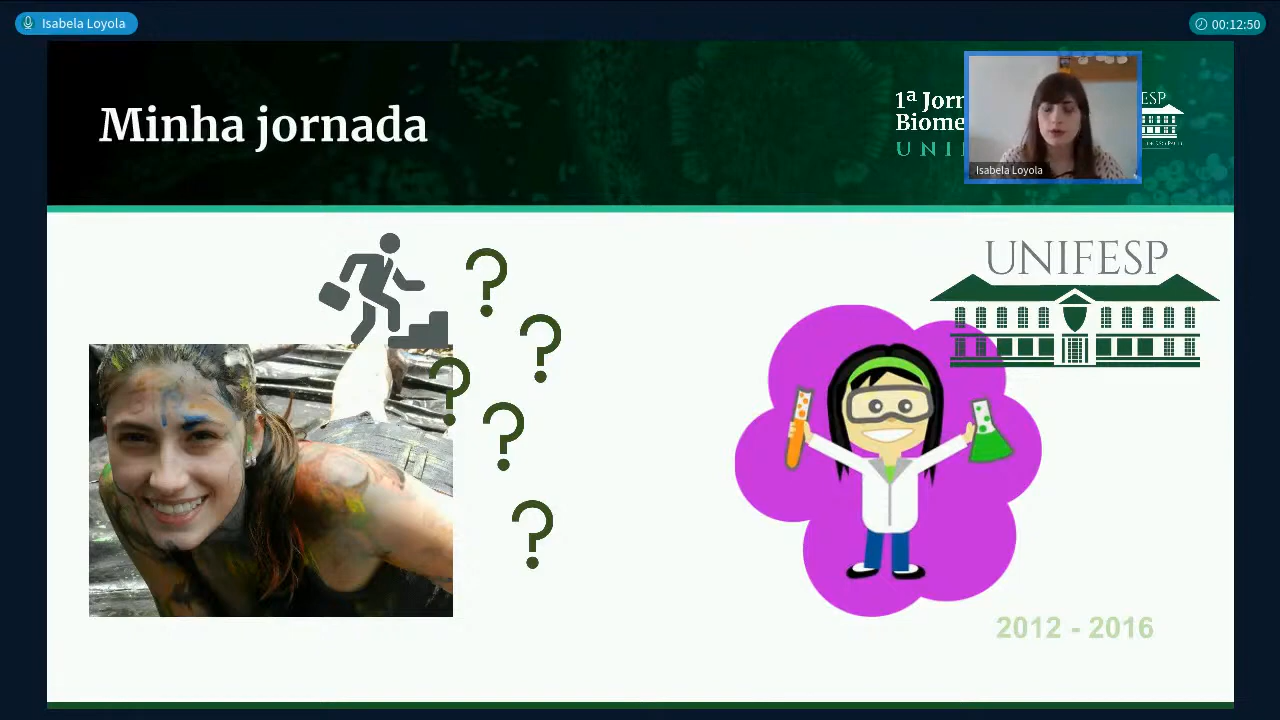 Isabela Loyola
00:12:50
Minha jornada
1ª Jorn
Biome
UNI
ESP
Isabela Loyola
UNIFESP
?
?
?
?
?
2012 - 2016